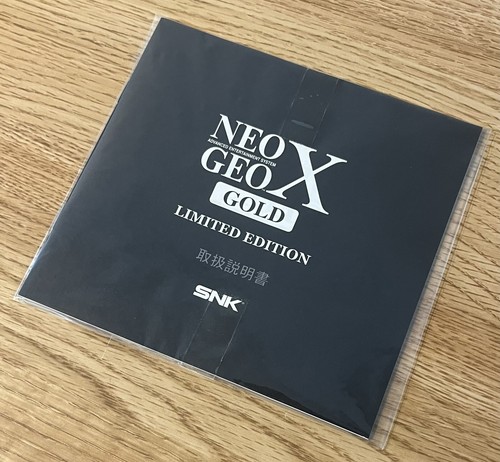 NEO
ADVANCED ENTERTAINMENT SYSTEM
GEO X
GOLD
LIMITED EDITION
取扱説明書
SNK